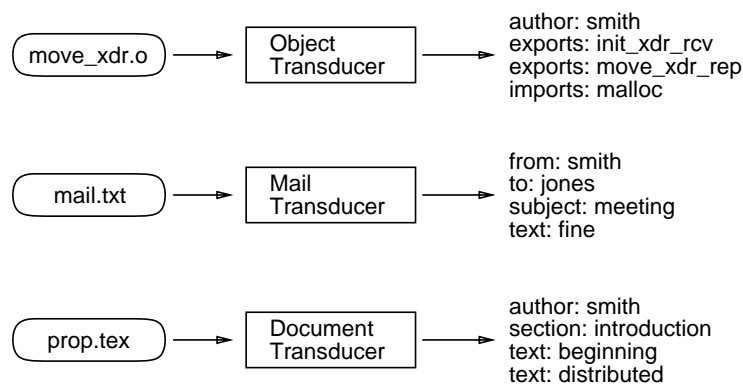 move_xdr.o
Object
Transducer
author: smith
exports: init_xdr_rcv
exports: move_xdr_rep
imports: malloc
mail.txt
Mail
Transducer
from: smith
to: jones
subject: meeting
text: fine
prop.tex
Document
Transducer
author: smith
section: introduction
text: beginning
text: distributed